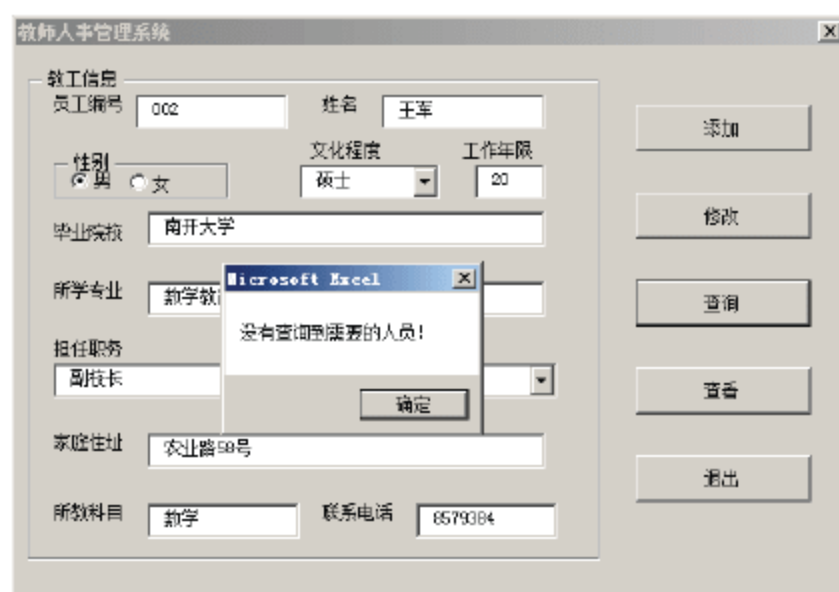 教师人事管理系统
教工信息
员工编号 002 姓名 王军 添加
性别 文化程度 工作年限
男 女 硕士 20
毕业院校 南开大学 修改
Microsoft Excel
所学专业 数学教 查询
没有查询到需要的人员!
担任职务
副校长 查看
确定
家庭住址 农业路58号
退出
所教科目 数学 联系电话 8579384